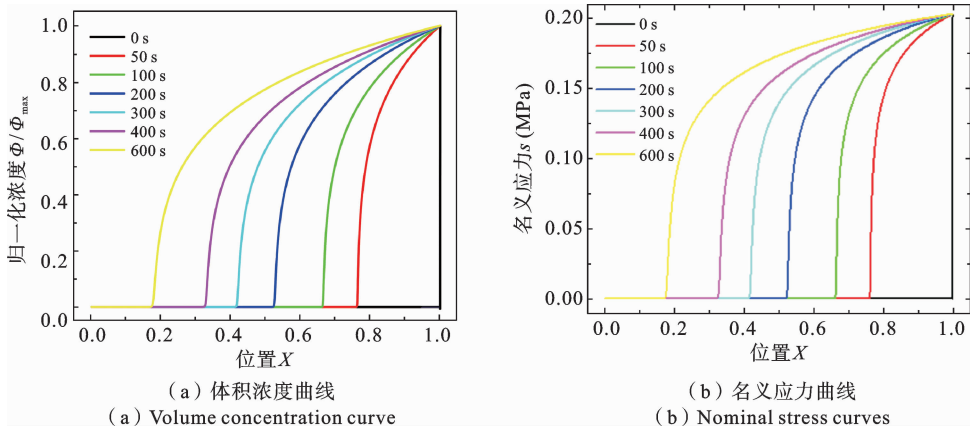 归一化浓度Φ/Φmax
1.0
0.8
0.6
0.4
0.2
0.0
0 s
50 s
100 s
200 s
300 s
400 s
600 s
0.0 0.2 0.4 0.6 0.8 1.0
位置X
(a)体积浓度曲线
(a) Volume concentration curve
名义应力s (MPa)
0.20
0.15
0.10
0.05
0.00
0 s
50 s
100 s
200 s
300 s
400 s
600 s
0.0 0.2 0.4 0.6 0.8 1.0
位置X
(b)名义应力曲线
(b) Nominal stress curves